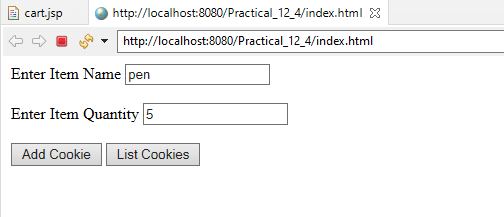 cart.jsp http://localhost:8080/Practical_12_4/index.html
http://localhost:8080/Practical_12_4/index.html
Enter Item Name pen
Enter Item Quantity 5
Add Cookie List Cookies